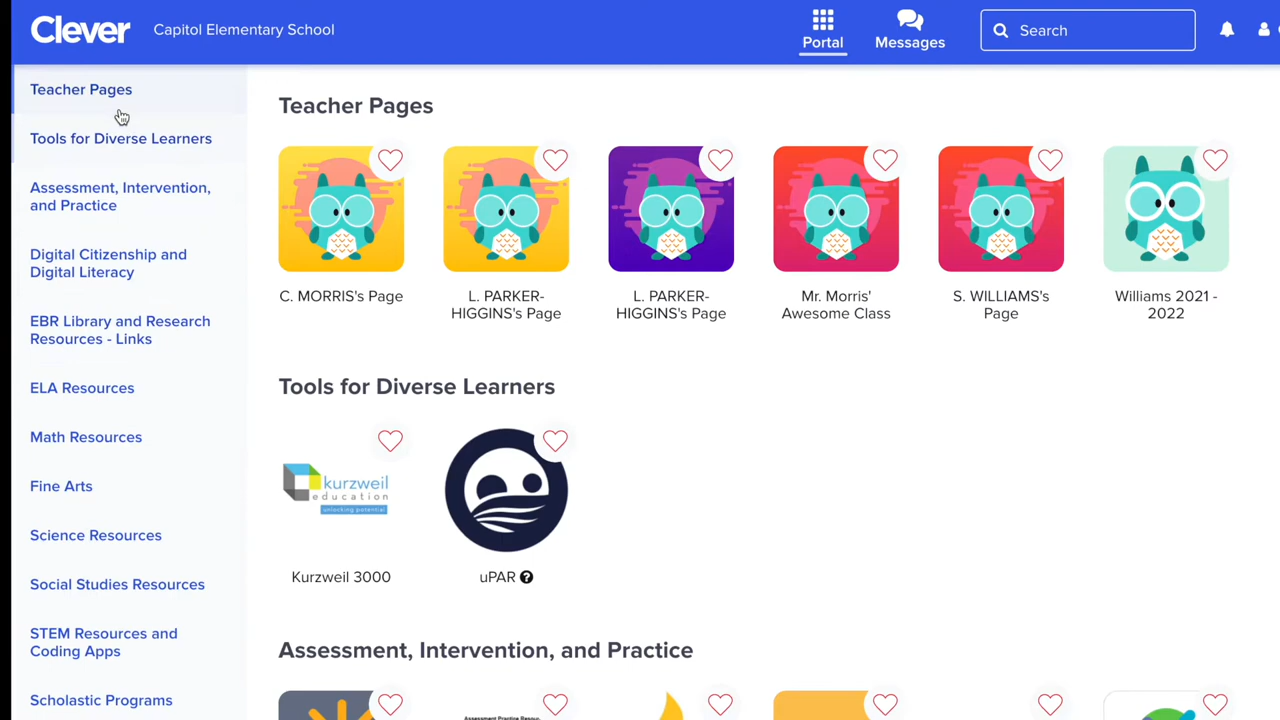 Clever
Capitol Elementary School
Portal
Messages
Search
Teacher Pages
Tools for Diverse Learners
Assessment, Intervention,
and Practice
Digital Citizenship and
Digital Literacy
EBR Library and Research
Resources - Links
ELA Resources
Math Resources
Fine Arts
Science Resources
Social Studies Resources
STEM Resources and
Coding Apps
Scholastic Programs
Teacher Pages
C. MORRIS's Page
L. PARKER-
HIGGINS's Page
L. PARKER-
HIGGINS's Page
Mr. Morris'
Awesome Class
S. WILLIAMS's
Page
Williams 2021 -
2022
Tools for Diverse Learners
kurzweil
education
unlocking potential
Kurzweil 3000
uPAR
Assessment, Intervention, and Practice